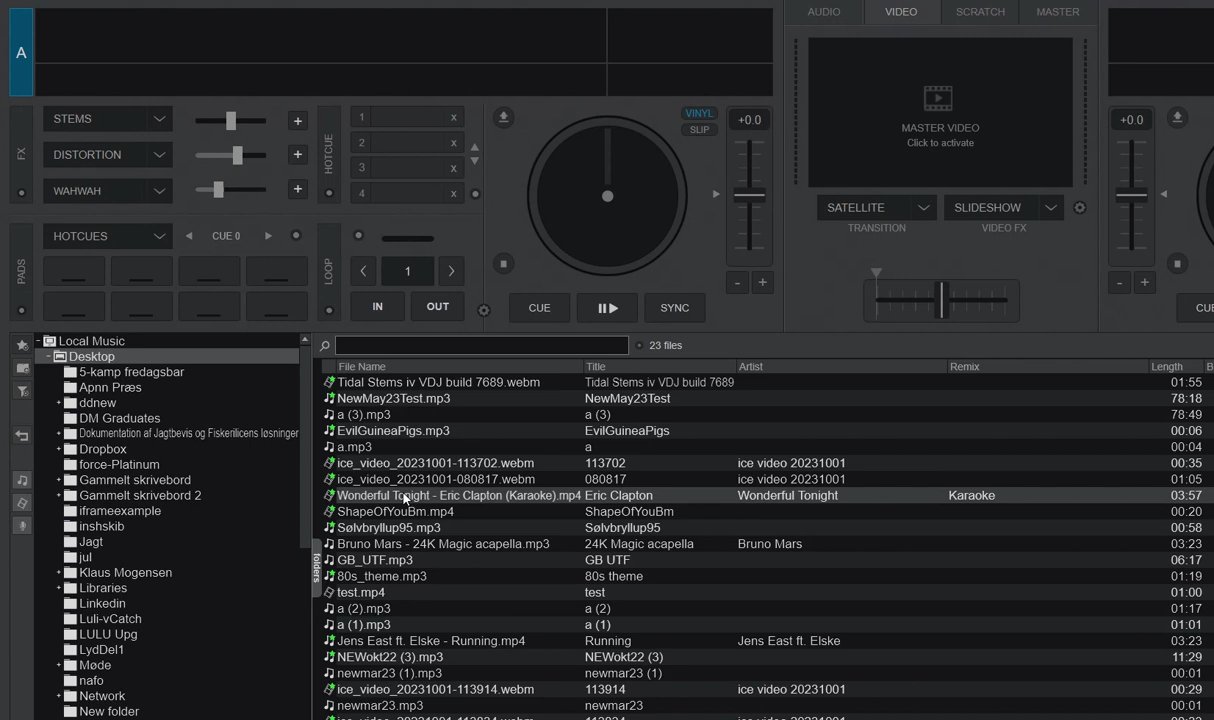 A
AUDIO VIDEO SCRATCH MASTER
FX
STEMS +
DISTORTION +
WAHWAH +
HOTCUE
1 x
2 x
3 x
4 x
VINYL
SLIP
+0.0
MASTER VIDEO
Click to activate
+0.0
SATELLITE SLIDESHOW
TRANSITION VIDEO FX
PADS
HOTCUES CUE 0
LOOP
< 1 >
IN OUT
CUE SYNC
- +
- +
CU
Local Music
Desktop
5-kamp fredagsbar
Apnn Præs
ddnew
DM Graduates
Dokumentation af Jagtbevis og Fiskerilicens løsninger
Dropbox
force-Platinum
Gammelt skrivebord
Gammelt skrivebord 2
iframeexample
inshskib
Jagt
jul
Klaus Mogensen
Libraries
Linkedin
Luli-vCatch
LULU Upg
LydDel1
Møde
nafo
Network
New folder
folders
23 files
File Name Title Artist Remix Length B
Tidal Stems iv VDJ build 7689.webm Tidal Stems iv VDJ build 7689 01:55
NewMay23Test.mp3 NewMay23Test 78:18
a (3).mp3 a (3) 78:49
EvilGuineaPigs.mp3 EvilGuineaPigs 00:06
a.mp3 a 00:04
ice_video_20231001-113702.webm 113702 ice video 20231001 00:35
ice_video_20231001-080817.webm 080817 ice video 20231001 01:05
Wonderful Tonight - Eric Clapton (Karaoke).mp4 Eric Clapton Wonderful Tonight Karaoke 03:57
ShapeOfYouBm.mp4 ShapeOfYouBm 00:20
Sølvbryllup95.mp3 Sølvbryllup95 00:58
Bruno Mars - 24K Magic acapella.mp3 24K Magic acapella Bruno Mars 03:23
GB_UTF.mp3 GB UTF 06:17
80s_theme.mp3 80s theme 01:19
test.mp4 test 01:00
a (2).mp3 a (2) 01:17
a (1).mp3 a (1) 01:01
Jens East ft. Elske - Running.mp4 Running Jens East ft. Elske 03:23
NEWokt22 (3).mp3 NEWokt22 (3) 11:29
newmar23 (1).mp3 newmar23 (1) 00:01
ice_video_20231001-113914.webm 113914 ice video 20231001 00:29
newmar23.mp3 newmar23 00:01